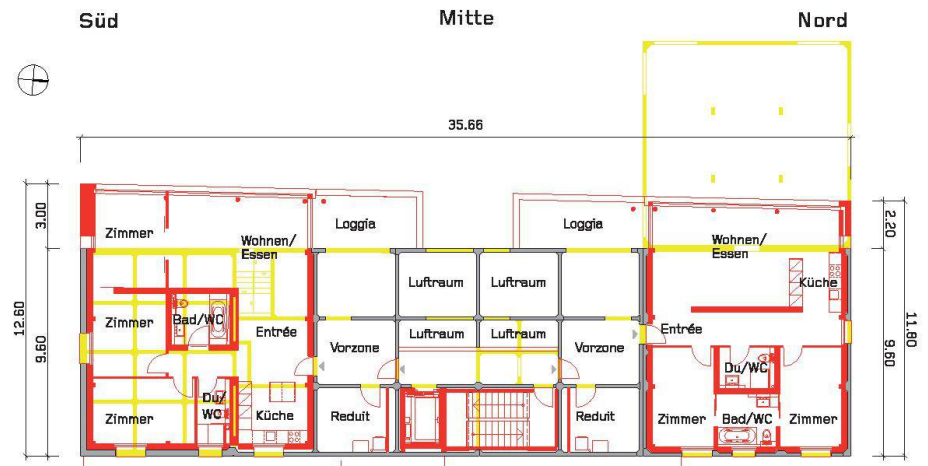 Süd
Mitte
Nord
35.66
3.00
12.60
9.60
2.20
11.80
9.60
Zimmer
Wohnen/
Essen
Loggia
Loggia
Wohnen/
Essen
Luftraum
Luftraum
Küche
Zimmer
Bad/WC
Entrée
Vorzone
Luftraum
Luftraum
Vorzone
Entrée
Du/WC
Zimmer
Du/
WC
Küche
Reduit
Reduit
Zimmer
Bad/WC
Zimmer